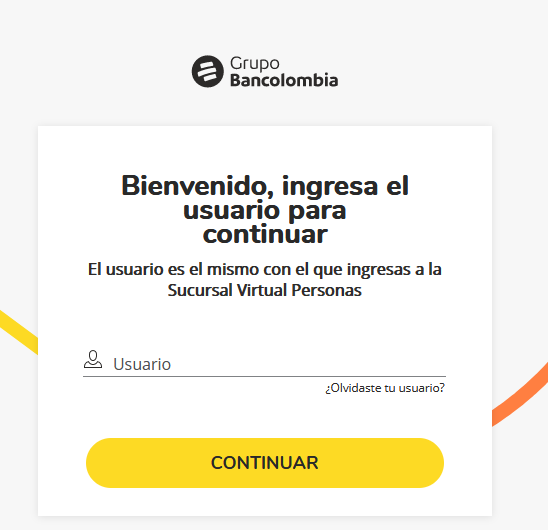 Grupo
Bancolombia
Bienvenido, ingresa el
usuario para
continuar
El usuario es el mismo con el que ingresas a la
Sucursal Virtual Personas
Usuario
¿Olvidaste tu usuario?
CONTINUAR